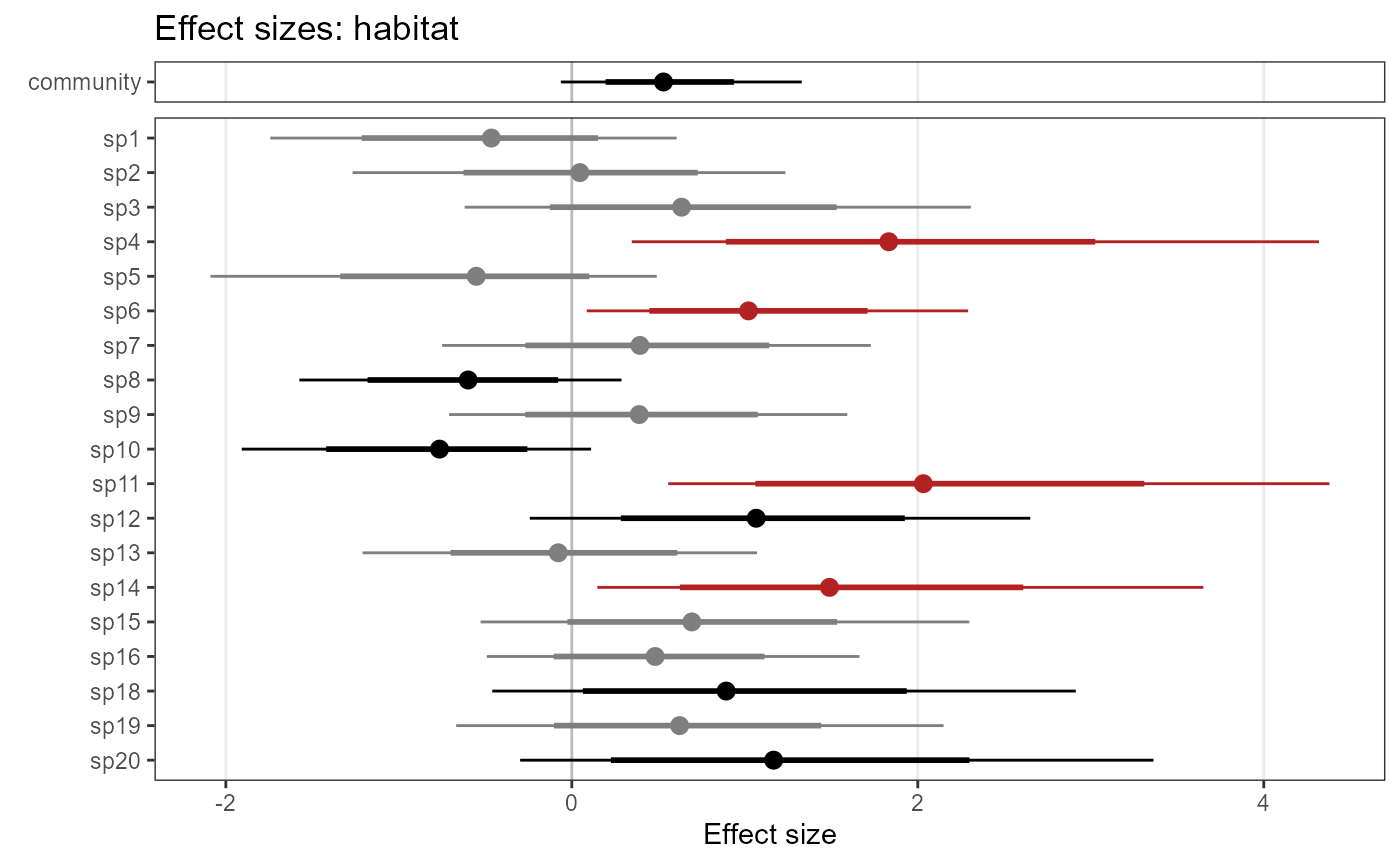 Effect sizes: habitat
community
sp1
sp2
sp3
sp4
sp5
sp6
sp7
sp8
sp9
sp10
sp11
sp12
sp13
sp14
sp15
sp16
sp18
sp19
sp20
-2 0 2 4
Effect size